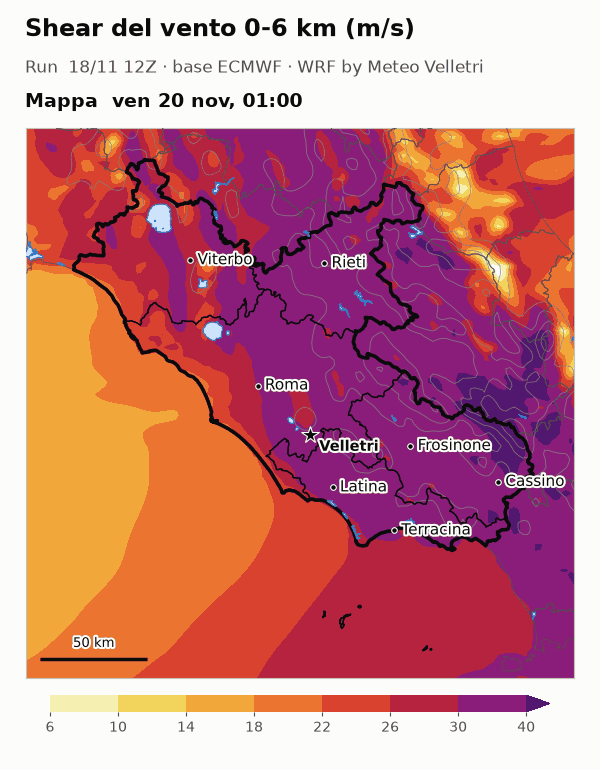 Shear del vento 0-6 km (m/s)
Run 18/11 12Z · base ECMWF · WRF by Meteo Velletri
Mappa ven 20 nov, 01:00
Viterbo
Rieti
Roma
Velletri
Frosinone
Latina
Cassino
Terracina
50 km
6 10 14 18 22 26 30 40